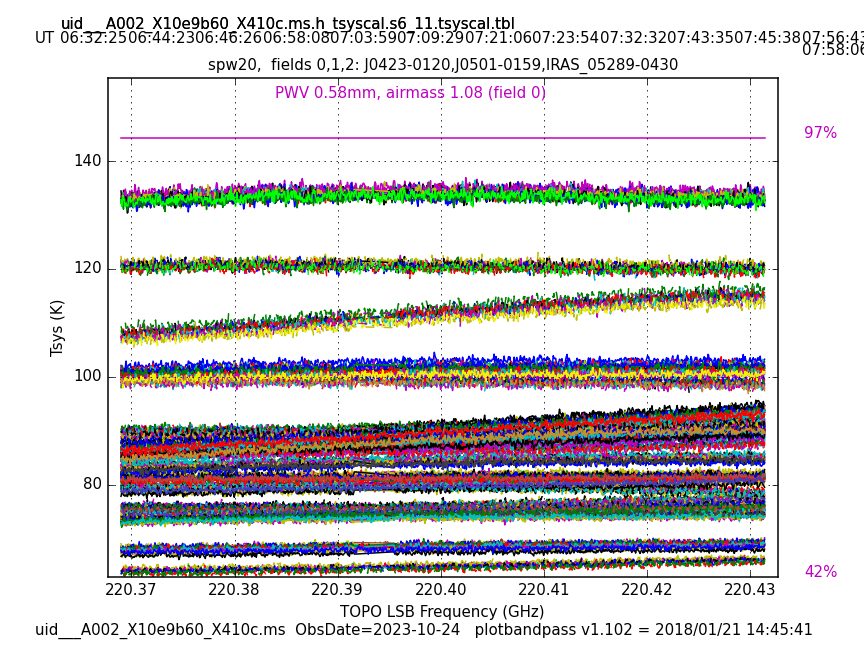 uid___A002_X10e9b60_X410c.ms.h_tsyscal.s6_11.tsyscal.tbl
UT 06:32:25 06:44:23 06:46:26 06:58:08 07:03:59 07:09:29 07:21:06 07:23:54 07:32:32 07:43:35 07:45:38 07:56:43
07:58:06
spw20,  fields 0,1,2: J0423-0120,J0501-0159,IRAS_05289-0430
PWV 0.58mm, airmass 1.08 (field 0)
97%
140
120
100
80
Tsys (K)
42%
220.37 220.38 220.39 220.40 220.41 220.42 220.43
TOPO LSB Frequency (GHz)
uid___A002_X10e9b60_X410c.ms  ObsDate=2023-10-24   plotbandpass v1.102 = 2018/01/21 14:45:41